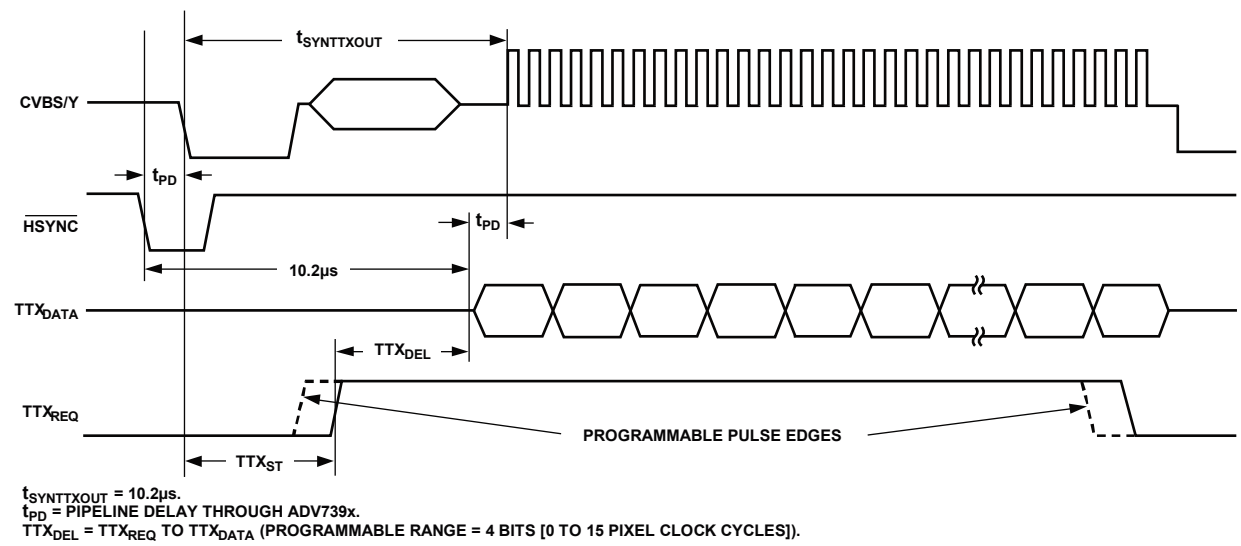 tSYNTTXOUT
CVBS/Y
tPD
HSYNC
tPD
10.2µs
TTXDATA
TTXDEL
TTXREQ
PROGRAMMABLE PULSE EDGES
TTXST
tSYNTTXOUT = 10.2µs.
tPD = PIPELINE DELAY THROUGH ADV739x.
TTXDEL = TTXREQ TO TTXDATA (PROGRAMMABLE RANGE = 4 BITS [0 TO 15 PIXEL CLOCK CYCLES]).